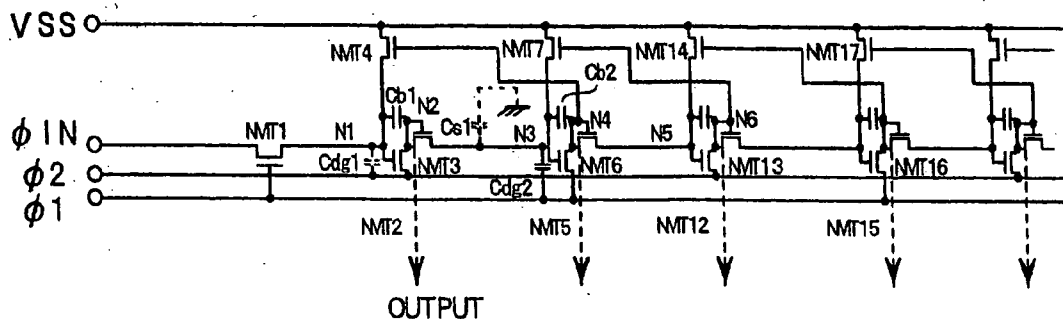 VSS
NMT4 NMT7 NMT14 NMT17
Cb1 N2 Cb2
Cs1 N4 N6
φIN NMT1 N1 N3 N5
Cdg1 NMT3 NMT6 NMT13 NMT16
φ2 Cdg2
φ1
NMT2 NMT5 NMT12 NMT15
OUTPUT